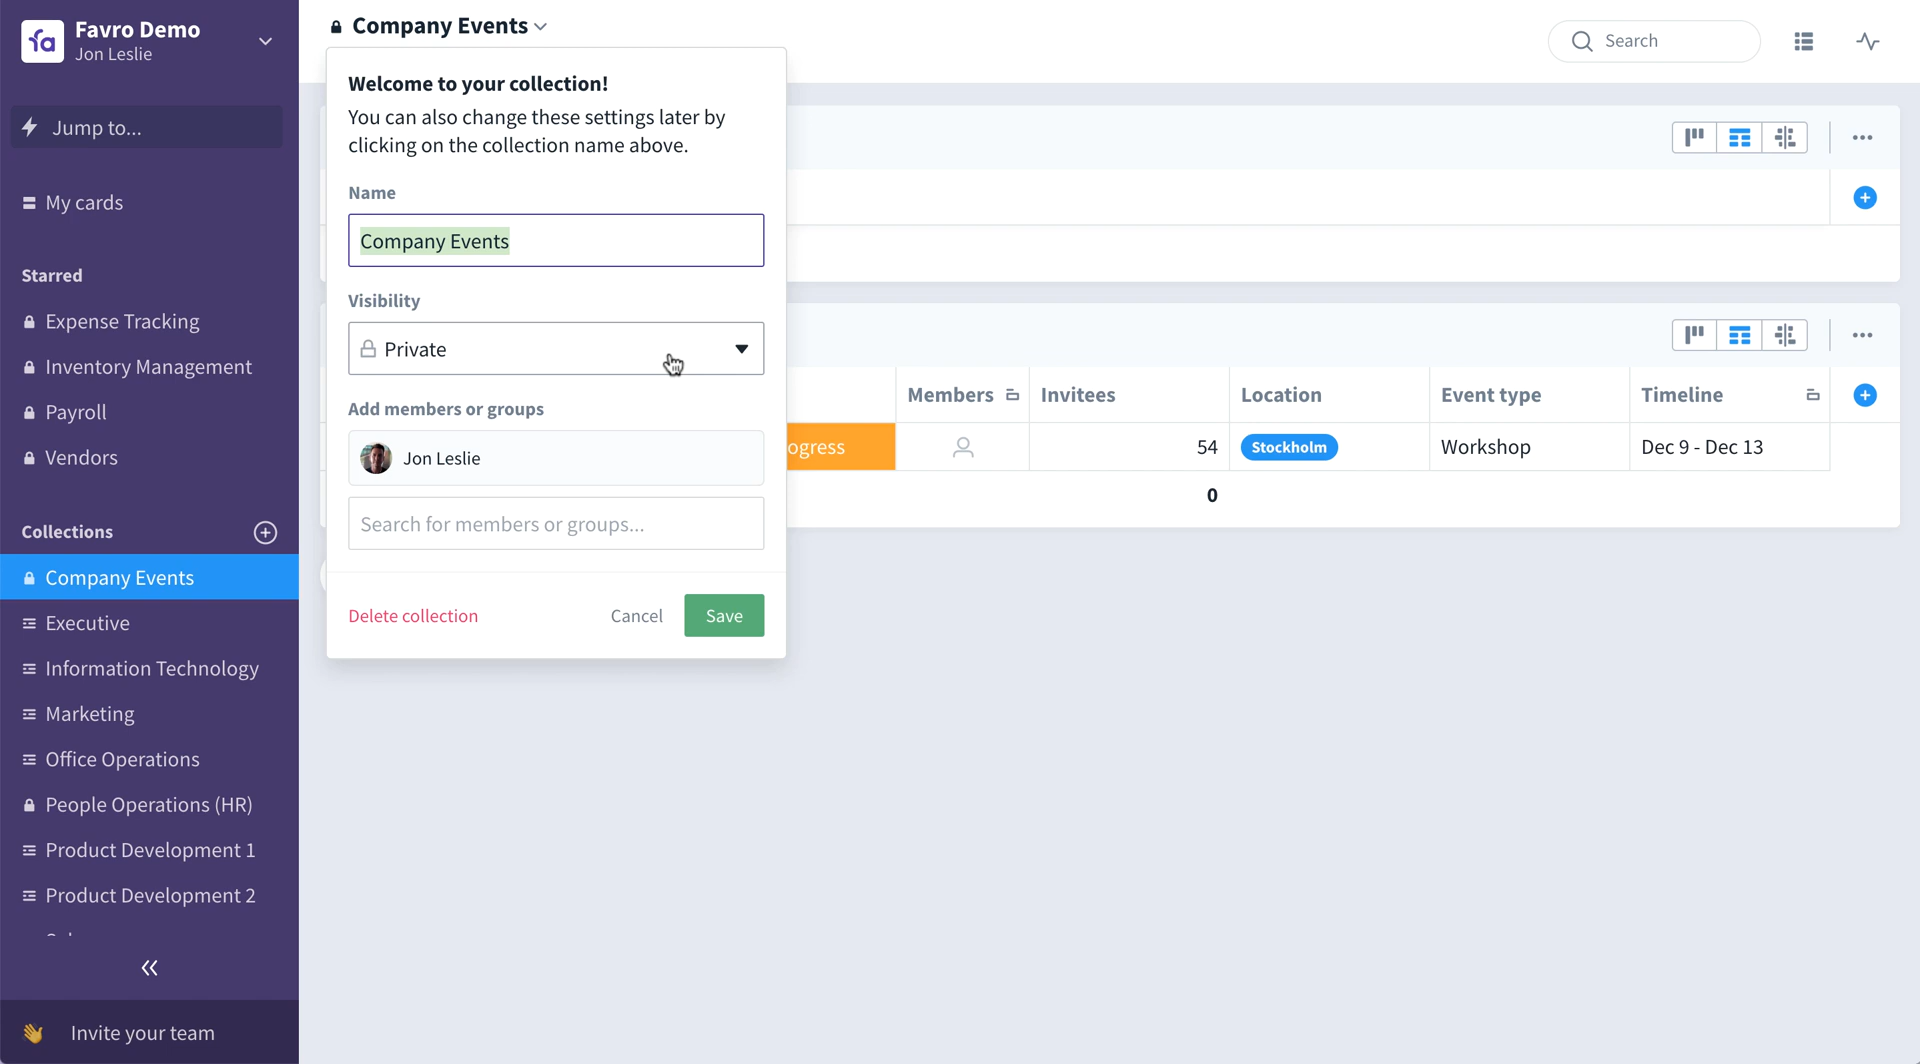 Favro Demo
Jon Leslie
Jump to...
My cards
Starred
Expense Tracking
Inventory Management
Payroll
Vendors
Collections
Company Events
Executive
Information Technology
Marketing
Office Operations
People Operations (HR)
Product Development 1
Product Development 2
Invite your team
Company Events
Search
Welcome to your collection!
You can also change these settings later by
clicking on the collection name above.
Name
Company Events
Visibility
Private
Add members or groups
Jon Leslie
Search for members or groups...
Delete collection
Cancel
Save
Members
Invitees
Location
Event type
Timeline
ogress
54
Stockholm
Workshop
Dec 9 - Dec 13
0